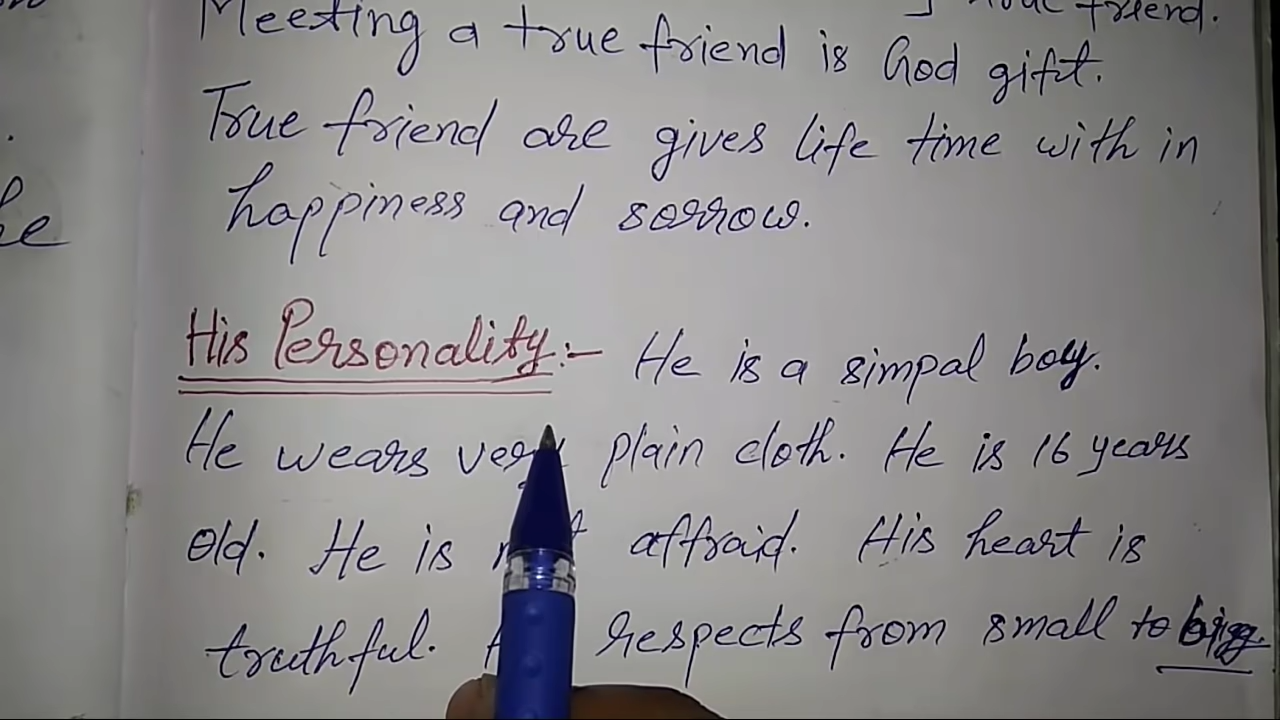 friend.
Meeting a true friend is God gift.
True friend are gives life time with in
happiness and sorrow.
His Personality:- He is a simpal boy.
He wears very plain cloth. He is 16 years
old. He is affraid. His heart is
truthful. respects from small to